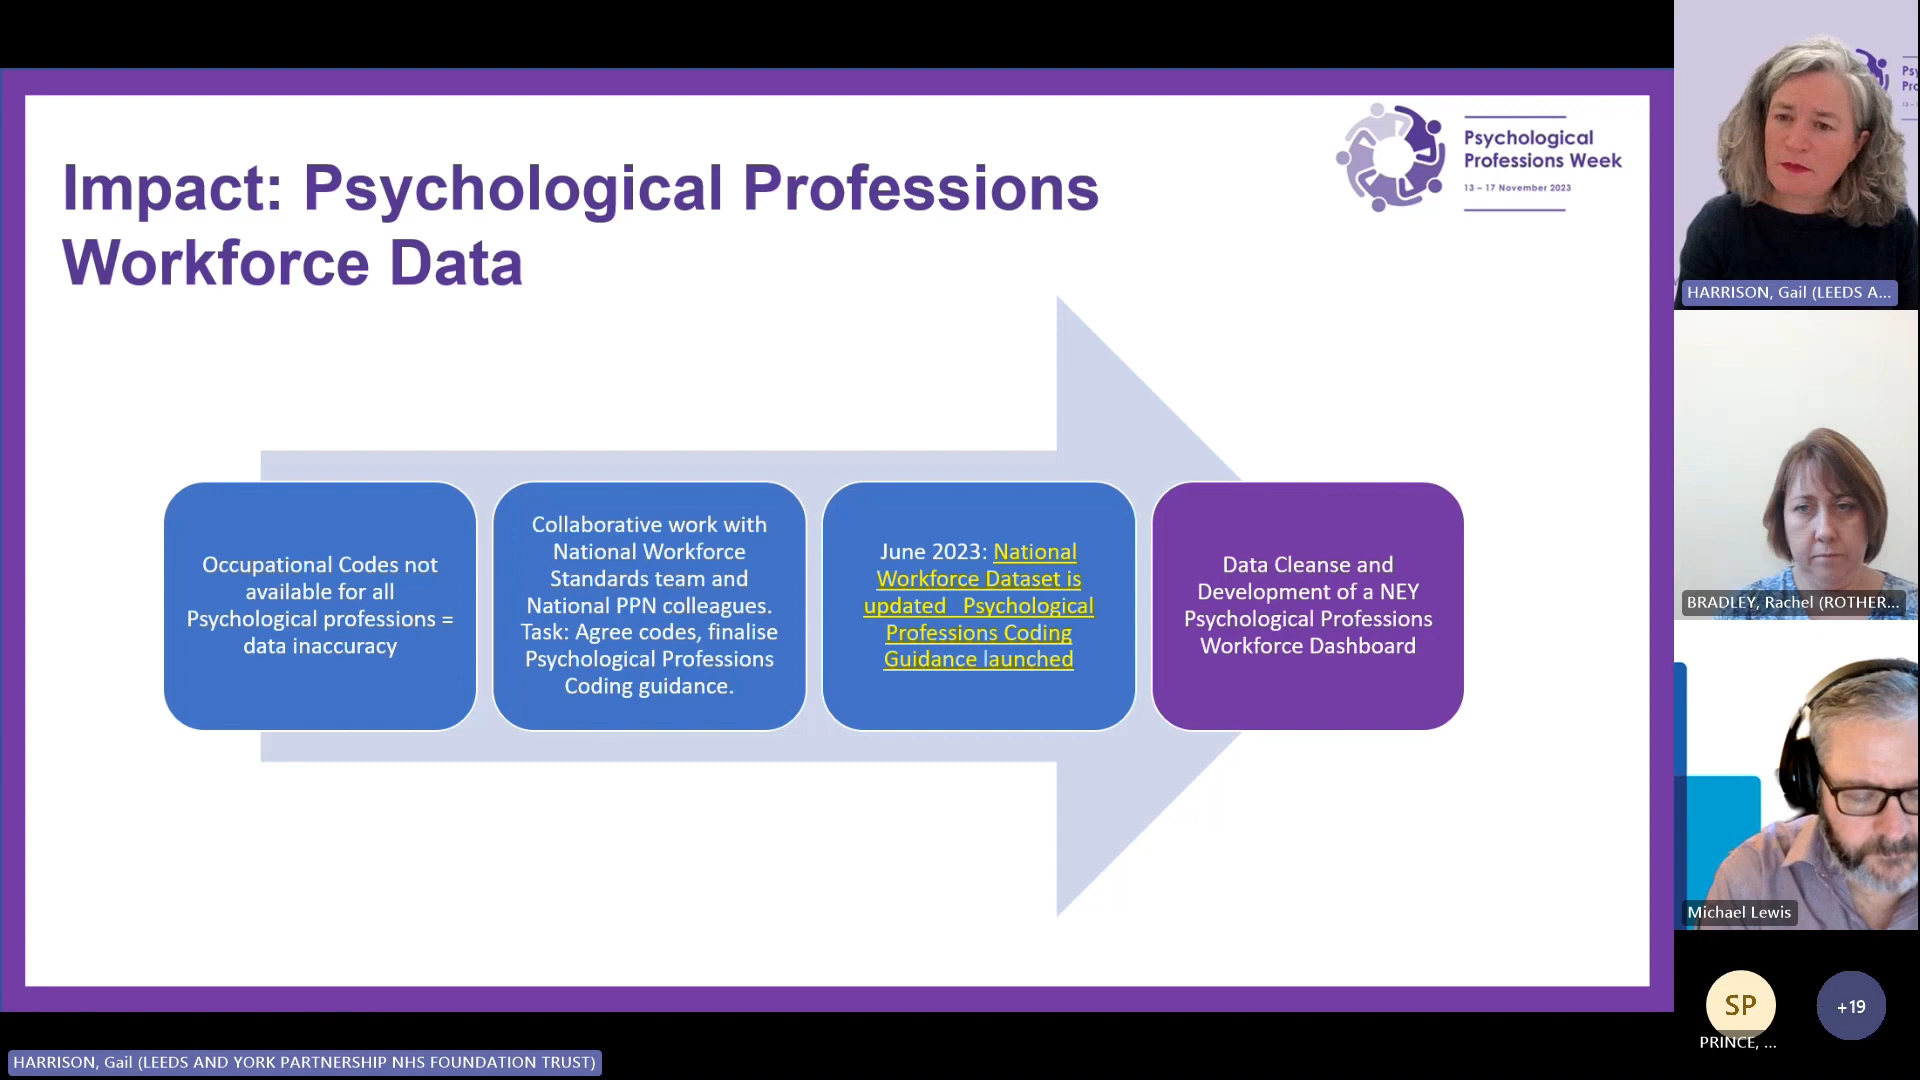 Impact: Psychological Professions
Workforce Data
Psychological
Professions Week
13 – 17 November 2023
Occupational Codes not
available for all
Psychological professions =
data inaccuracy
Collaborative work with
National Workforce
Standards team and
National PPN colleagues.
Task: Agree codes, finalise
Psychological Professions
Coding guidance.
June 2023: National
Workforce Dataset is
updated Psychological
Professions Coding
Guidance launched
Data Cleanse and
Development of a NEY
Psychological Professions
Workforce Dashboard
HARRISON, Gail (LEEDS A...
BRADLEY, Rachel (ROTHER...
Michael Lewis
SP
+19
PRINCE, ...
HARRISON, Gail (LEEDS AND YORK PARTNERSHIP NHS FOUNDATION TRUST)